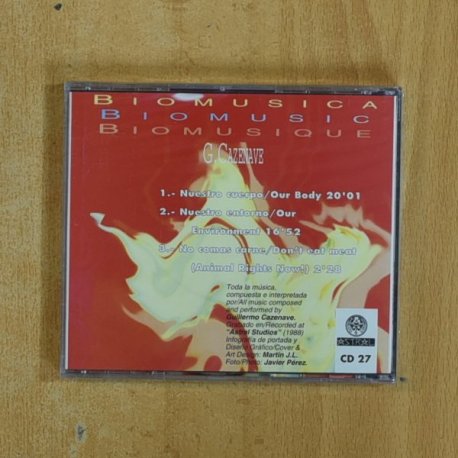 BIOMUSICA
BIOMUSIC
BIOMUSIQUE
G. CAZENAVE
1.- Nuestro cuerpo/Our Body 20'01
2.- Nuestro entorno/Our
Environment 16'52
3.- No comas carne/Don't eat meat
(Animal Rights Now!) 2'28
Toda la música,
compuesta e interpretada
por/All music composed
and performed by
Guillermo Cazenave.
Grabado en/Recorded at
"Astral Studios" (1988)
Infografía de portada y
Diseño Gráfico/Cover &
Art Design: Martin J.L.
Foto/Photo: Javier Pérez.
ASTRAL
CD 27